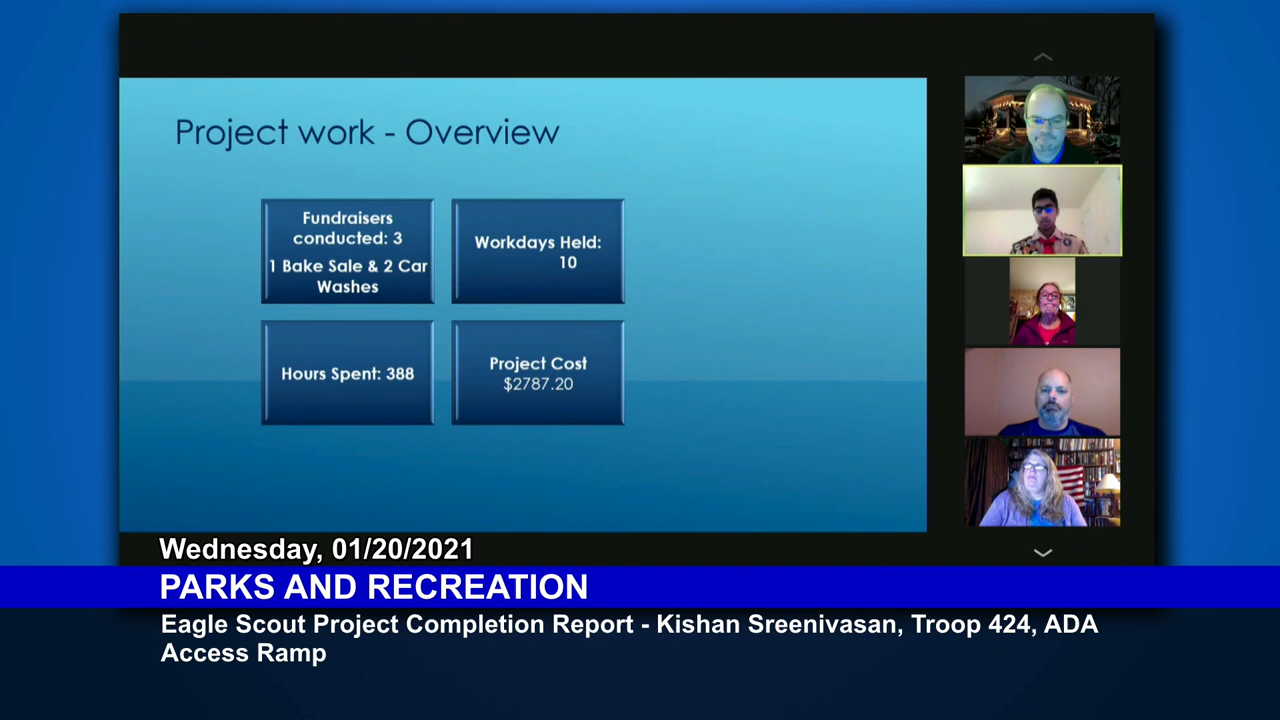 Project work - Overview
Fundraisers
conducted: 3
1 Bake Sale & 2 Car
Washes
Workdays Held:
10
Hours Spent: 388
Project Cost
$2787.20
Wednesday, 01/20/2021
PARKS AND RECREATION
Eagle Scout Project Completion Report - Kishan Sreenivasan, Troop 424, ADA
Access Ramp